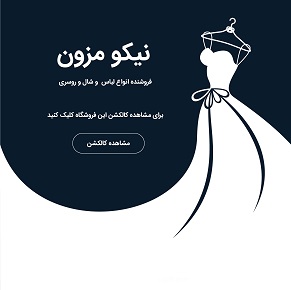 نیکو مزون
فروشنده انواع لباس و شال و روسری
برای مشاهده کالکشن این فروشگاه کلیک کنید
مشاهده کالکشن